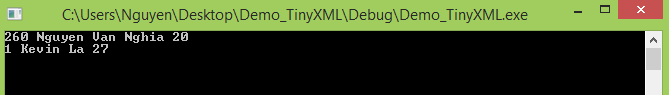 C:\Users\Nguyen\Desktop\Demo_TinyXML\Debug\Demo_TinyXML.exe
260 Nguyen Van Nghia 20
1 Kevin La 27